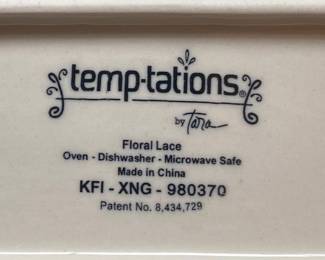 temp-tations®
by Tara
Floral Lace
Oven - Dishwasher - Microwave Safe
Made in China
KFI - XNG - 980370
Patent No. 8,434,729